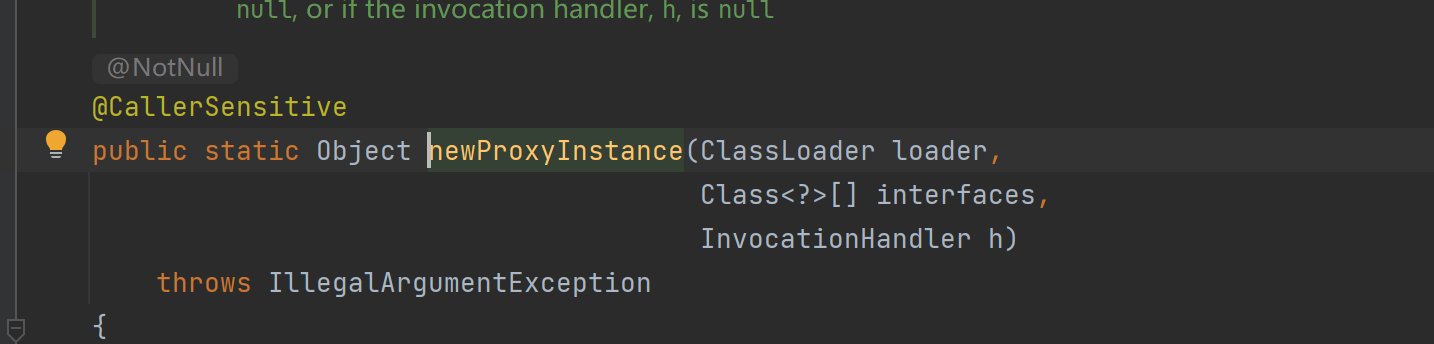 null, or if the invocation handler, h, is null
@NotNull
@CallerSensitive
public static Object newProxyInstance(ClassLoader loader,
Class<?>[] interfaces,
InvocationHandler h)
throws IllegalArgumentException
{